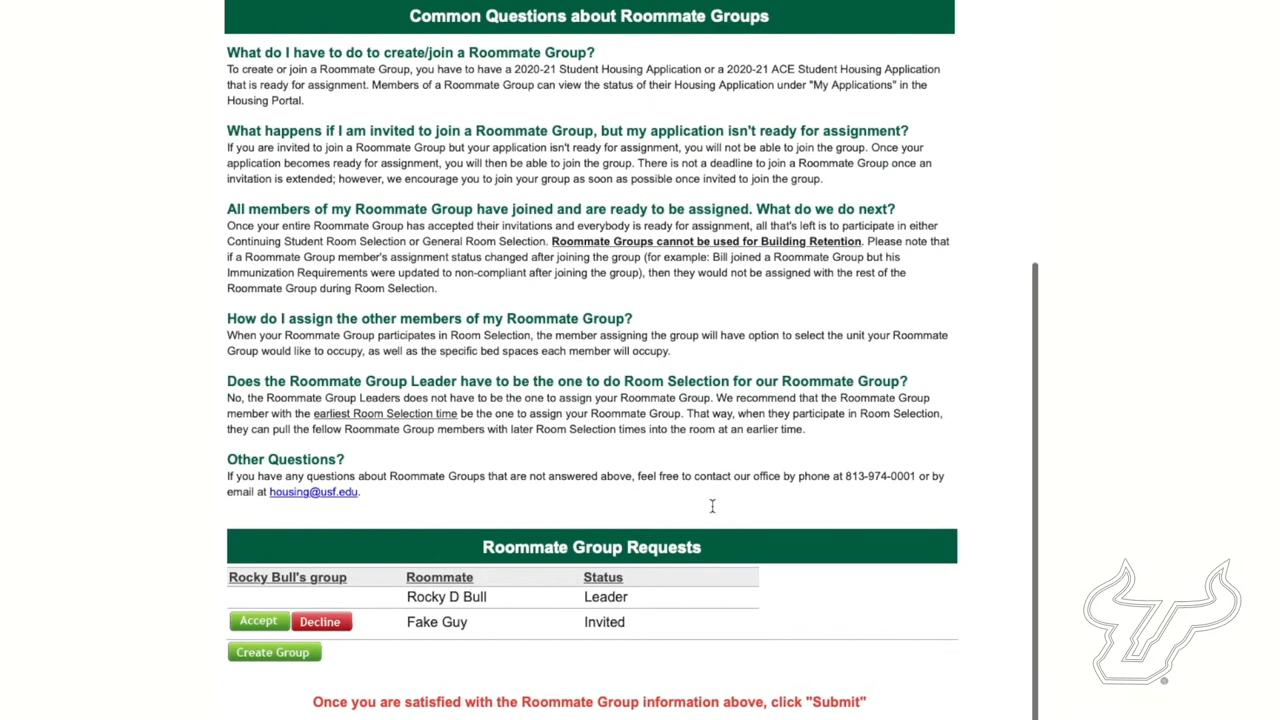 Common Questions about Roommate Groups
What do I have to do to create/join a Roommate Group?
To create or join a Roommate Group, you have to have a 2020-21 Student Housing Application or a 2020-21 ACE Student Housing Application
that is ready for assignment. Members of a Roommate Group can view the status of their Housing Application under "My Applications" in the
Housing Portal.
What happens if I am invited to join a Roommate Group, but my application isn't ready for assignment?
If you are invited to join a Roommate Group but your application isn't ready for assignment, you will not be able to join the group. Once your
application becomes ready for assignment, you will then be able to join the group. There is not a deadline to join a Roommate Group once an
invitation is extended; however, we encourage you to join your group as soon as possible once invited to join the group.
All members of my Roommate Group have joined and are ready to be assigned. What do we do next?
Once your entire Roommate Group has accepted their invitations and everybody is ready for assignment, all that's left is to participate in either
Continuing Student Room Selection or General Room Selection. Roommate Groups cannot be used for Building Retention. Please note that
if a Roommate Group member's assignment status changed after joining the group (for example: Bill joined a Roommate Group but his
Immunization Requirements were updated to non-compliant after joining the group), then they would not be assigned with the rest of the
Roommate Group during Room Selection.
How do I assign the other members of my Roommate Group?
When your Roommate Group participates in Room Selection, the member assigning the group will have option to select the unit your Roommate
Group would like to occupy, as well as the specific bed spaces each member will occupy.
Does the Roommate Group Leader have to be the one to do Room Selection for our Roommate Group?
No, the Roommate Group Leaders does not have to be the one to assign your Roommate Group. We recommend that the Roommate Group
member with the earliest Room Selection time be the one to assign your Roommate Group. That way, when they participate in Room Selection,
they can pull the fellow Roommate Group members with later Room Selection times into the room at an earlier time.
Other Questions?
If you have any questions about Roommate Groups that are not answered above, feel free to contact our office by phone at 813-974-0001 or by
email at housing@usf.edu.
Roommate Group Requests
Rocky Bull's group Roommate Status
Rocky D Bull Leader
Accept Decline Fake Guy Invited
Create Group
Once you are satisfied with the Roommate Group information above, click "Submit"